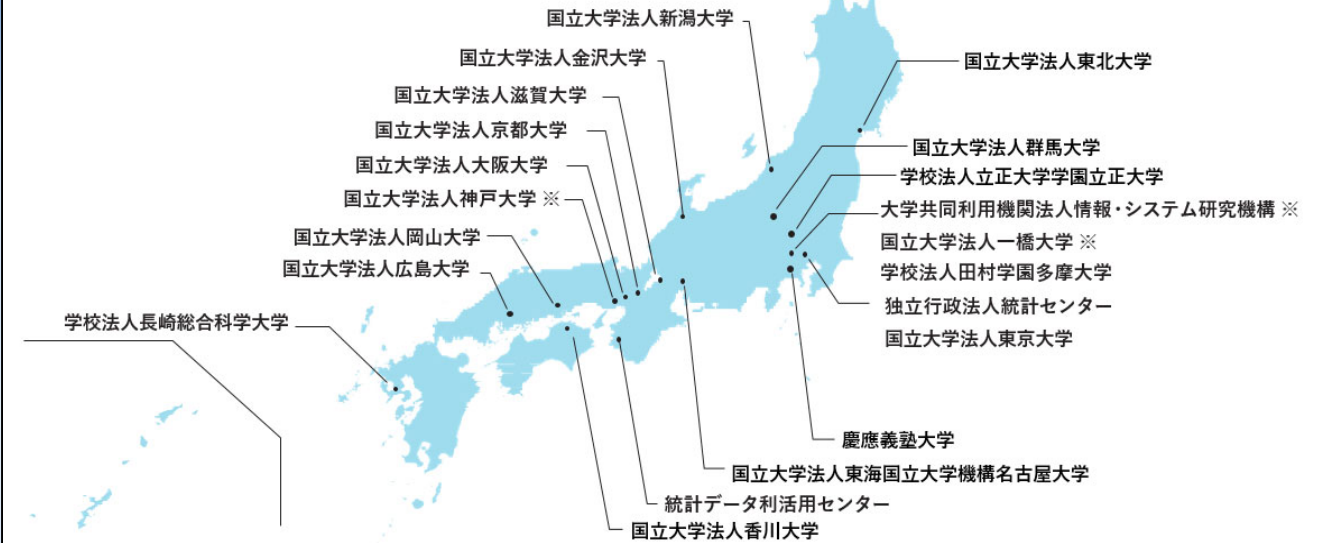 国立大学法人新潟大学
国立大学法人金沢大学
国立大学法人滋賀大学
国立大学法人京都大学
国立大学法人大阪大学
国立大学法人神戸大学 ※
国立大学法人岡山大学
国立大学法人広島大学
学校法人長崎総合科学大学
国立大学法人東北大学
国立大学法人群馬大学
学校法人立正大学学園立正大学
大学共同利用機関法人情報・システム研究機構 ※
国立大学法人一橋大学 ※
学校法人田村学園多摩大学
独立行政法人統計センター
国立大学法人東京大学
慶應義塾大学
国立大学法人東海国立大学機構名古屋大学
統計データ利活用センター
国立大学法人香川大学